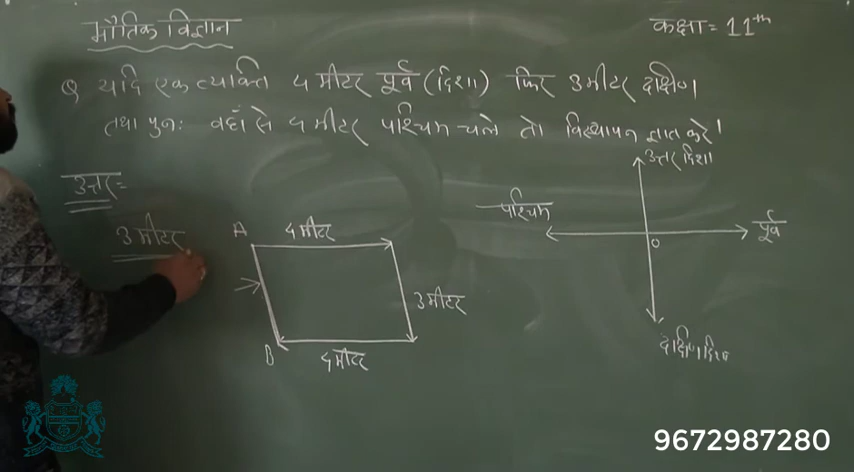 भौतिक विज्ञान
कक्षा = 11th
Q यदि एक व्यक्ति 4 मीटर पूर्व (दिशा) फिर 3 मीटर दक्षिण
तथा पुनः वहाँ से 4 मीटर पश्चिम चले तो विस्थापन ज्ञात करे।
उत्तर=
3 मीटर
A 4 मीटर
3 मीटर
B 4 मीटर
उत्तर दिशा
पश्चिम
पूर्व
0
दक्षिण दिशा
9672987280